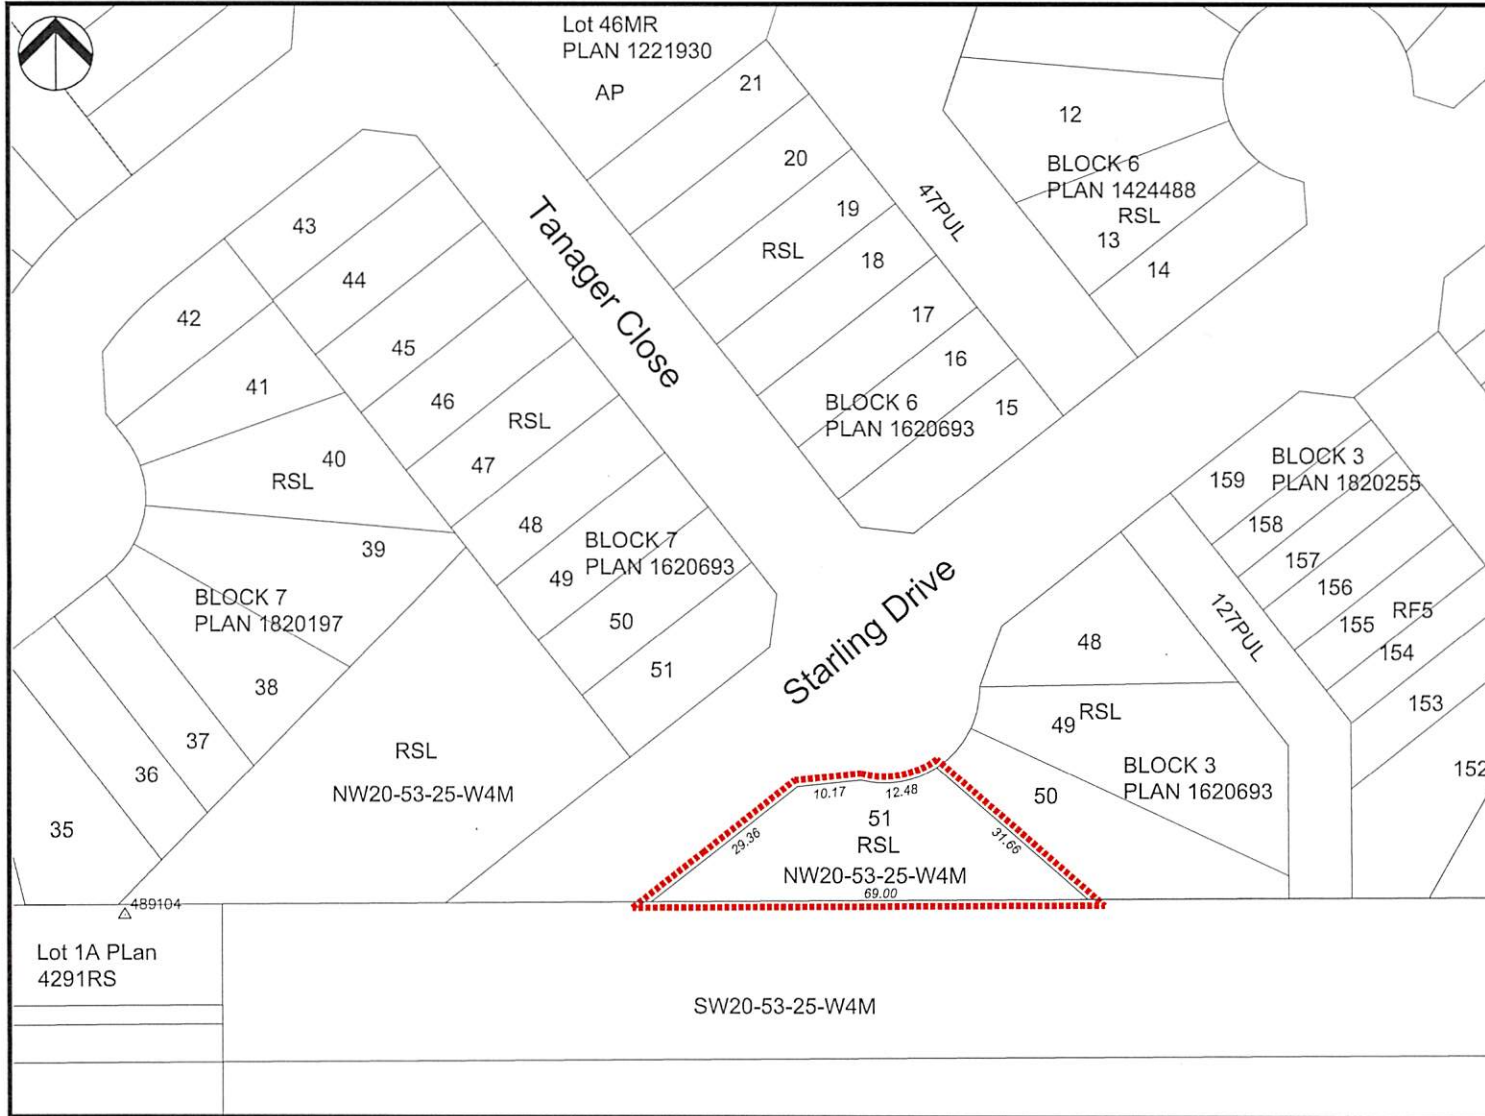 Lot 46MR
PLAN 1221930
AP
21
20
19
RSL
18
17
16
15
BLOCK 6
PLAN 1620693
47PUL
12
BLOCK 6
PLAN 1424488
RSL
13
14
Tanager Close
43
42
44
41
45
46
RSL
40
RSL
47
39
48
BLOCK 7
PLAN 1620693
49
50
51
BLOCK 7
PLAN 1820197
38
37
36
35
RSL
NW20-53-25-W4M
Starling Drive
159
BLOCK 3
PLAN 1820255
158
157
156
155
RF5
154
153
152
127PUL
48
49
RSL
BLOCK 3
PLAN 1620693
50
10.17
12.48
29.36
31.66
51
RSL
NW20-53-25-W4M
69.00
489104
Lot 1A PLan
4291RS
SW20-53-25-W4M